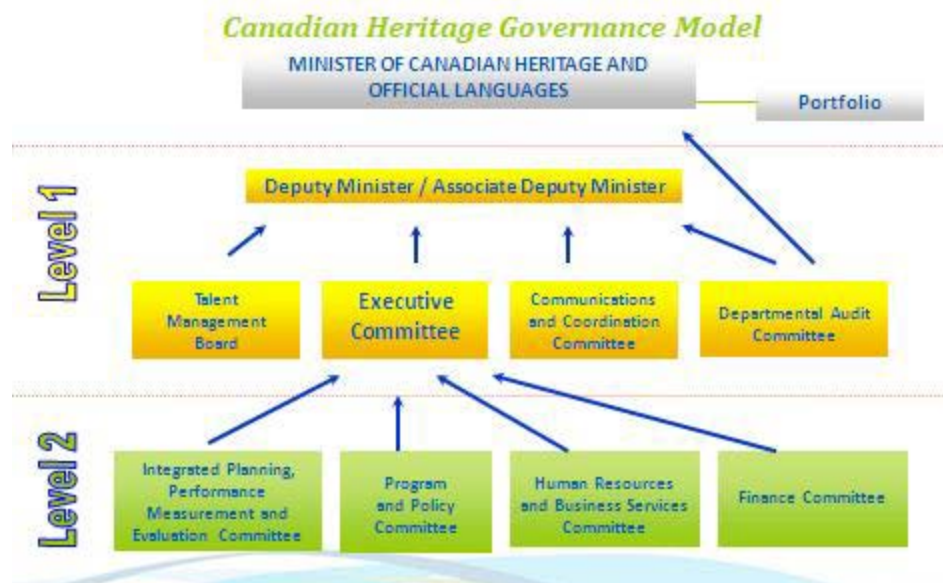 Canadian Heritage Governance Model
MINISTER OF CANADIAN HERITAGE AND
OFFICIAL LANGUAGES
Portfolio
Level 1
Deputy Minister / Associate Deputy Minister
Talent
Management
Board
Executive
Committee
Communications
and Coordination
Committee
Departmental Audit
Committee
Level 2
Integrated Planning,
Performance
Measurement and
Evaluation Committee
Program
and Policy
Committee
Human Resources
and Business Services
Committee
Finance Committee